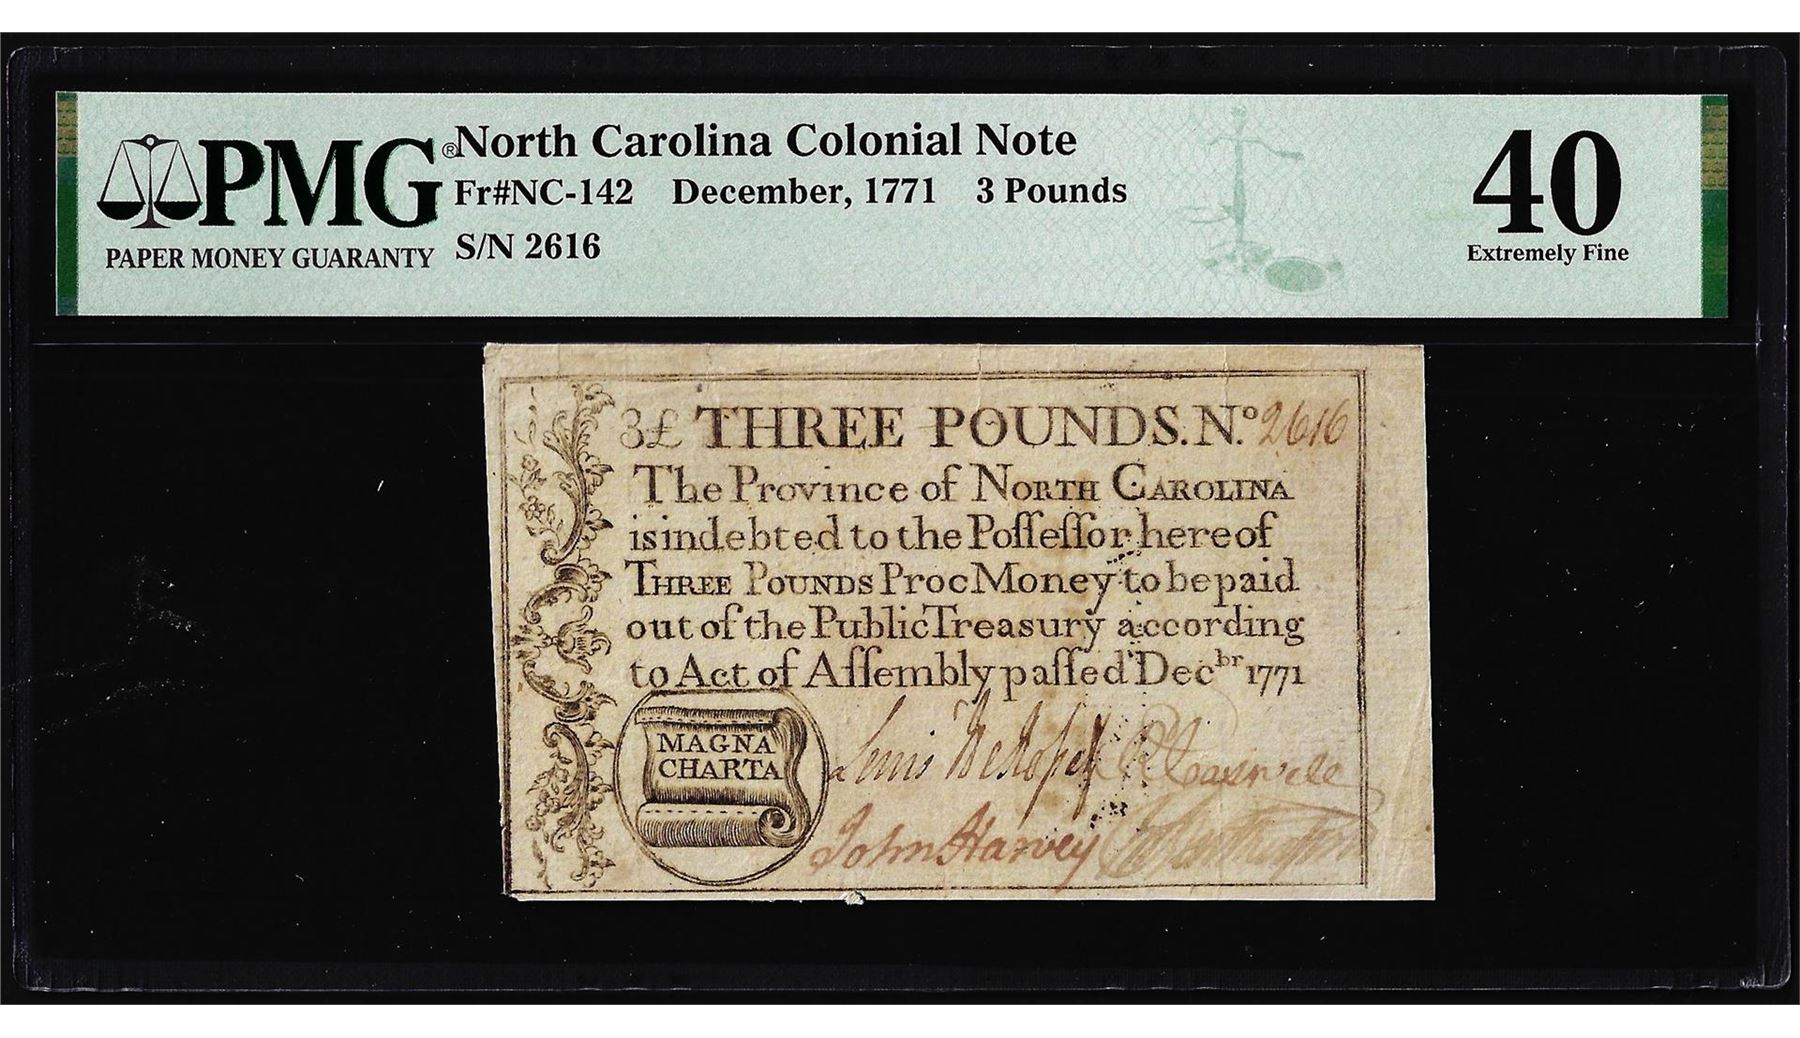 PMG®
PAPER MONEY GUARANTY
North Carolina Colonial Note
Fr#NC-142 December, 1771 3 Pounds
S/N 2616
40
Extremely Fine
3£ THREE POUNDS. No. 2616
The Province of NORTH CAROLINA
is indebted to the Poſſeſſor hereof
THREE POUNDS Proc Money to be paid
out of the Public Treasury according
to Act of Aſſembly paſſed Decbr 1771
MAGNA
CHARTA
Lewis
John Harvey